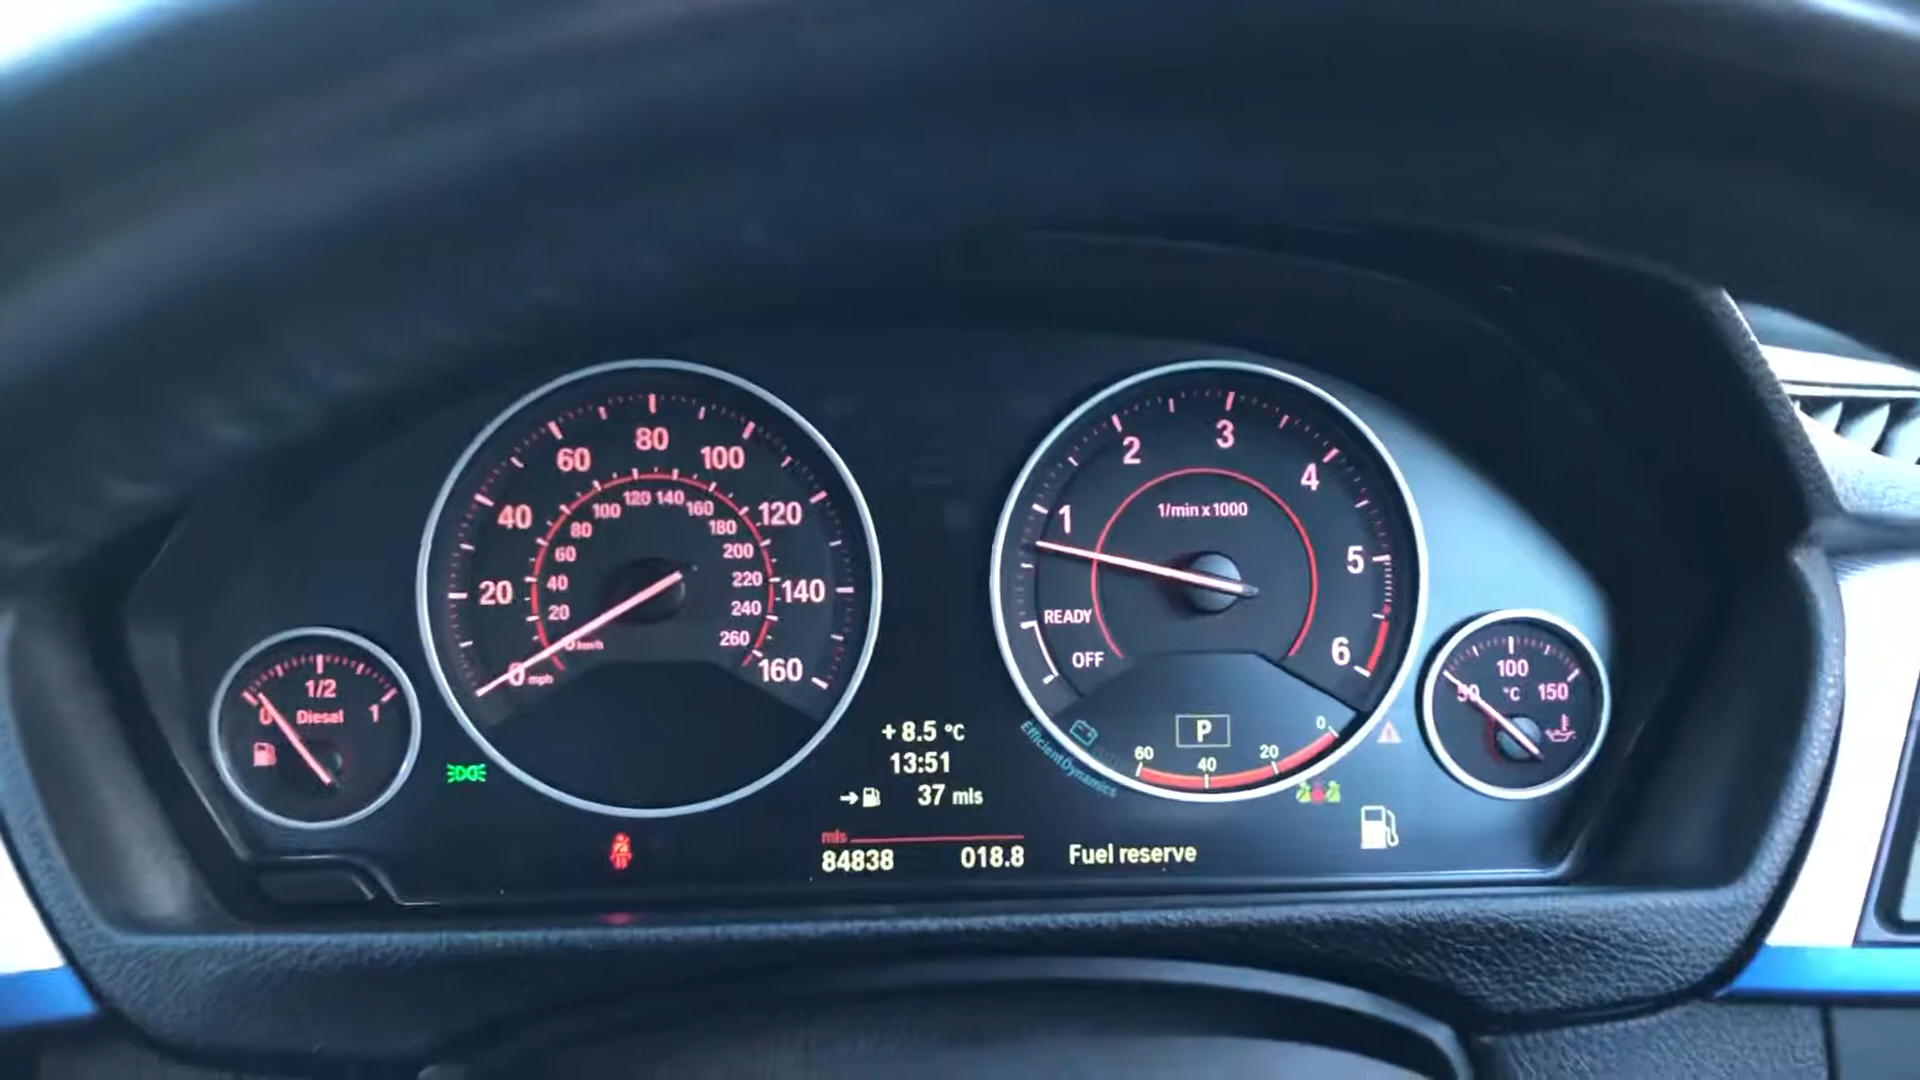 1/2
0 Diesel 1
0 mph 20 40 60 80 100 120 140 160
0 km/h 20 40 60 80 100 120 140 160 180 200 220 240 260
+ 8.5 °C
13:51
37 mls
mls
84838 018.8
1 2 3 4 5 6
1/min x 1000
READY
OFF
P
60 40 20 0
EfficientDynamics
Fuel reserve
50 100 150
°C